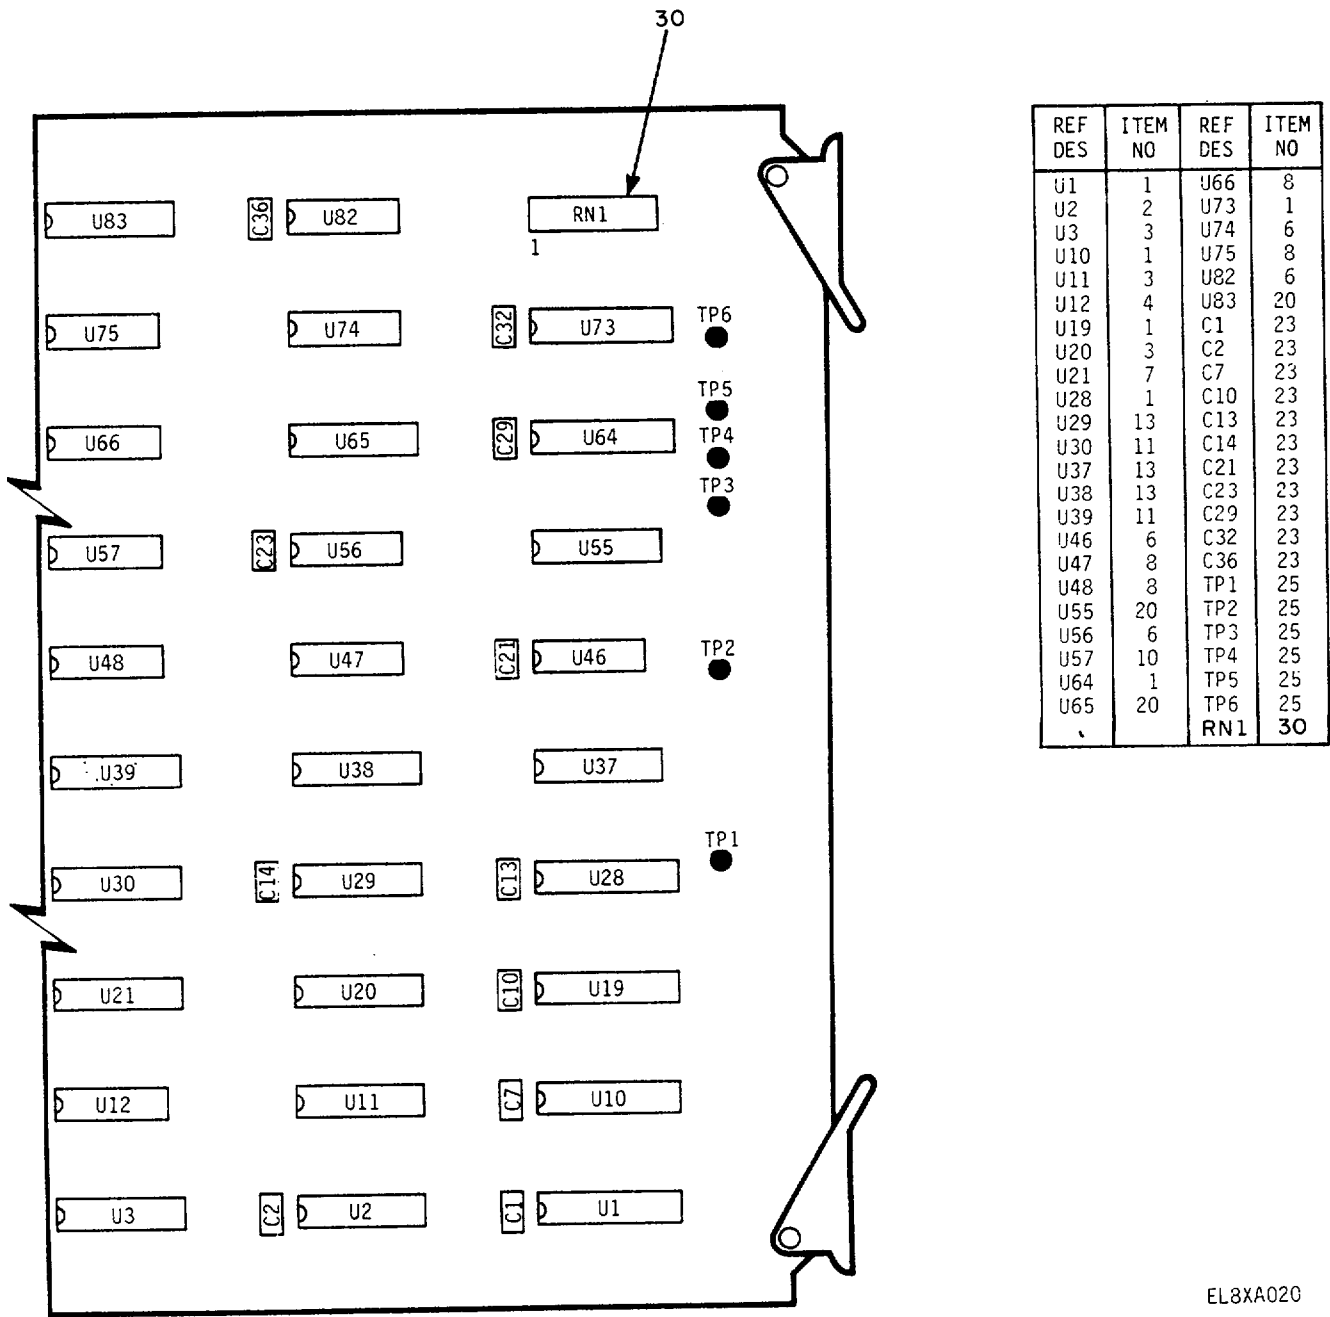 30
U83 C36 U82 RN1
1
U75 U74 C32 U73 TP6
TP5
U66 U65 C29 U64 TP4
TP3
U57 C23 U56 U55
U48 U47 C21 U46 TP2
U39 U38 U37
TP1
U30 C14 U29 C13 U28
U21 U20 C10 U19
U12 U11 C7 U10
U3 C2 U2 C1 U1
REF ITEM REF ITEM
DES NO DES NO
U1 1 U66 8
U2 2 U73 1
U3 3 U74 6
U10 1 U75 8
U11 3 U82 6
U12 4 U83 20
U19 1 C1 23
U20 3 C2 23
U21 7 C7 23
U28 1 C10 23
U29 13 C13 23
U30 11 C14 23
U37 13 C21 23
U38 13 C23 23
U39 11 C29 23
U46 6 C32 23
U47 8 C36 23
U48 8 TP1 25
U55 20 TP2 25
U56 6 TP3 25
U57 10 TP4 25
U64 1 TP5 25
U65 20 TP6 25
RN1 30
EL8XA020